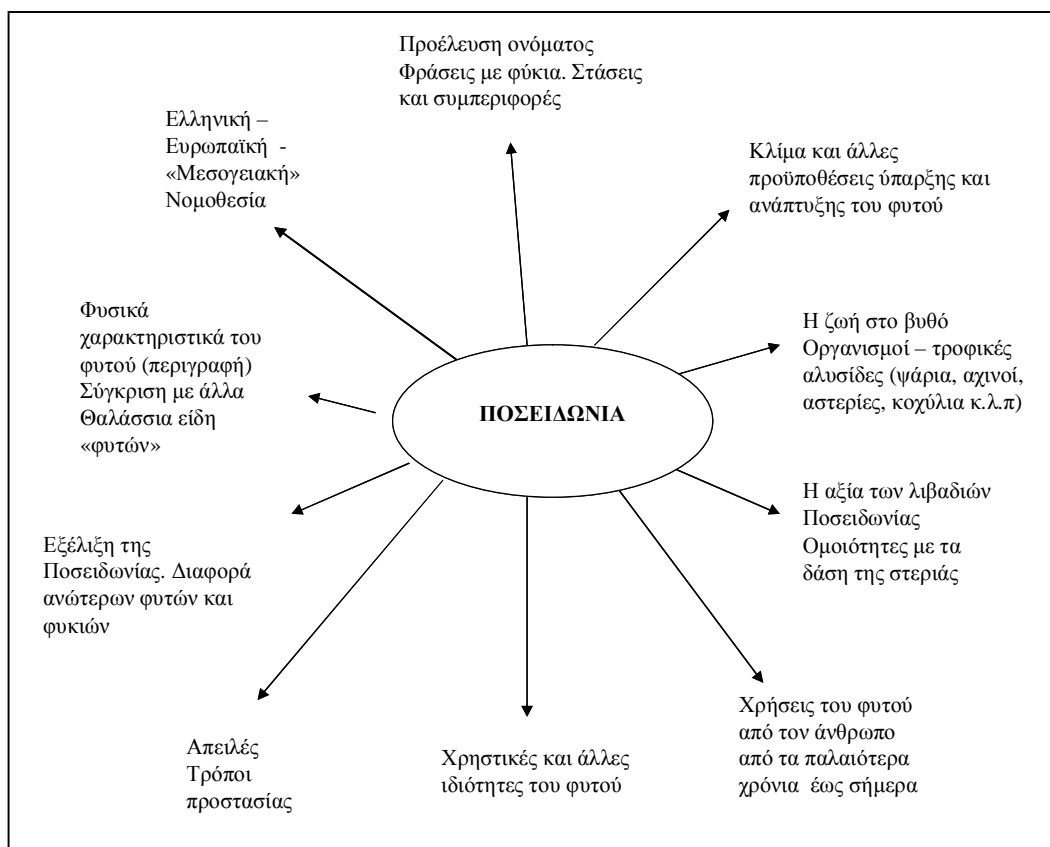 Προέλευση ονόματος
Φράσεις με φύκια. Στάσεις
και συμπεριφορές
Ελληνική –
Ευρωπαϊκή -
«Μεσογειακή»
Νομοθεσία
Κλίμα και άλλες
προϋποθέσεις ύπαρξης και
ανάπτυξης του φυτού
Φυσικά
χαρακτηριστικά του
φυτού (περιγραφή)
Σύγκριση με άλλα
Θαλάσσια είδη
«φυτών»
Η ζωή στο βυθό
Οργανισμοί – τροφικές
αλυσίδες (ψάρια, αχινοί,
αστερίες, κοχύλια κ.λ.π)
ΠΟΣΕΙΔΩΝΙΑ
Η αξία των λιβαδιών
Ποσειδωνίας
Ομοιότητες με τα
δάση της στεριάς
Εξέλιξη της
Ποσειδωνίας. Διαφορά
ανώτερων φυτών και
φυκιών
Απειλές
Τρόποι
προστασίας
Χρηστικές και άλλες
ιδιότητες του φυτού
Χρήσεις του φυτού
από τον άνθρωπο
από τα παλαιότερα
χρόνια έως σήμερα